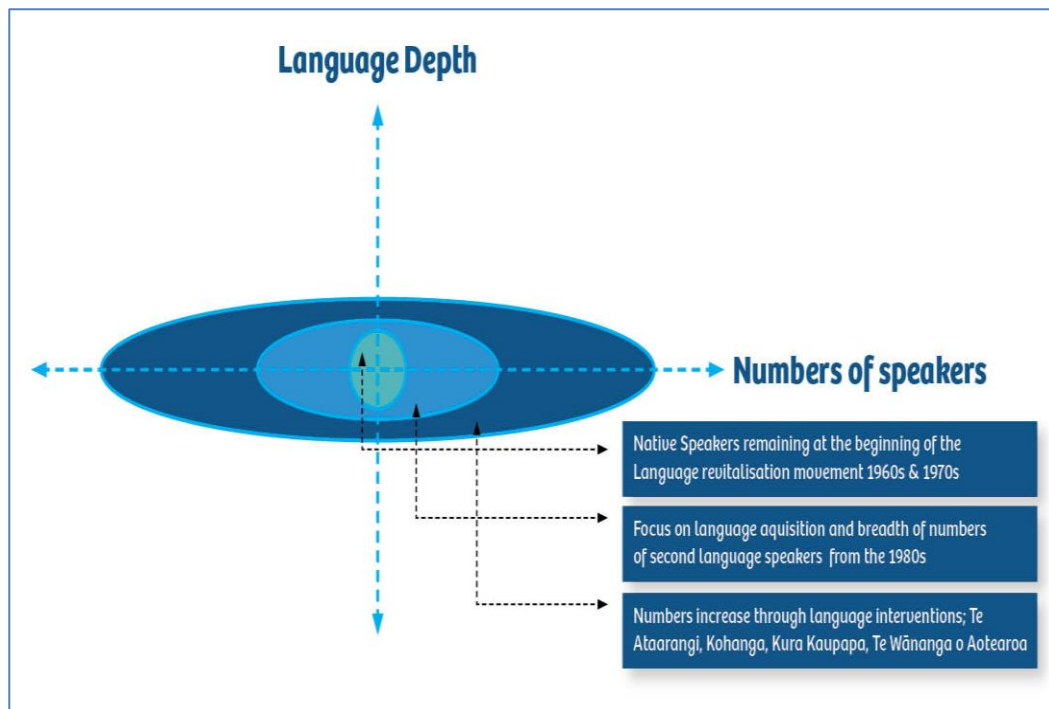 Language Depth
Numbers of speakers
Native Speakers remaining at the beginning of the
Language revitalisation movement 1960s & 1970s
Focus on language aquisition and breadth of numbers
of second language speakers from the 1980s
Numbers increase through language interventions; Te
Ataarangi, Kohanga, Kura Kaupapa, Te Wānanga o Aotearoa